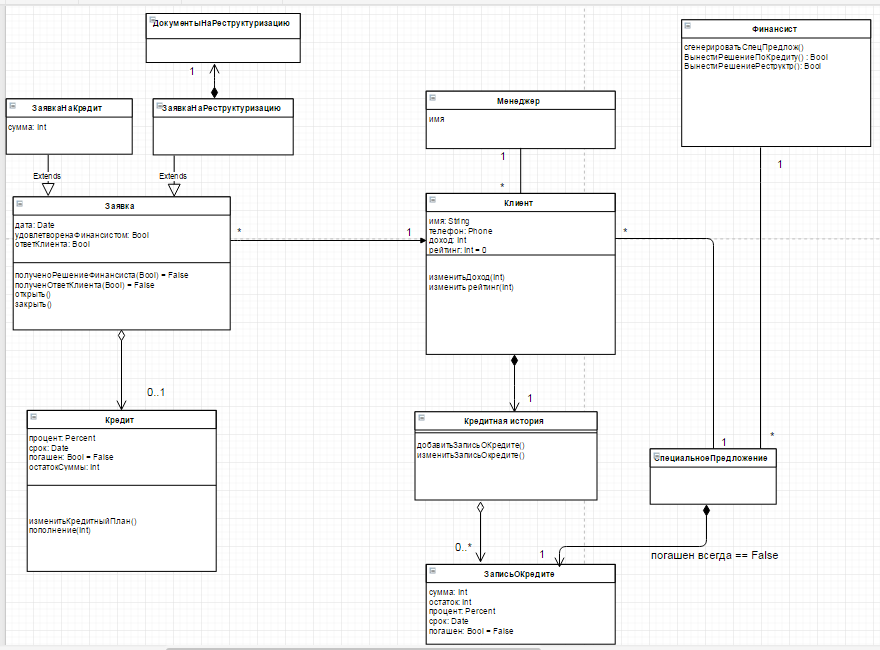 ДокументыНаРеструктуризацию
1
ЗаявкаНаКредит
сумма: Int
ЗаявкаНаРеструктуризацию
Extends
Extends
Заявка
дата: Date
удовлетворенаФинансистом: Bool
ответКлиента: Bool
полученоРешениеФинансиста(Bool) = False
полученОтветКлиента(Bool) = False
открыть()
закрыть()
*
1
0..1
Кредит
процент: Percent
срок: Date
погашен: Bool = False
остатокСуммы: Int
изменитьКредитныйПлан()
пополнение(Int)
Менеджер
имя
1
*
Клиент
имя: String
телефон: Phone
доход: Int
рейтинг: Int = 0
изменитьДоход(Int)
изменить рейтинг(Int)
*
1
Кредитная история
добавитьЗаписьОКредите()
изменитьЗаписьОкредите()
0..*
1
ЗаписьОКредите
сумма: Int
остаток: Int
процент: Percent
срок: Date
погашен: Bool = False
Финансист
сгенерироватьСпецПредлож()
ВынестиРешениеПоКредиту() : Bool
ВынестиРешениеРеструктр(): Bool
1
1
*
СпециальноеПредложение
погашен всегда == False